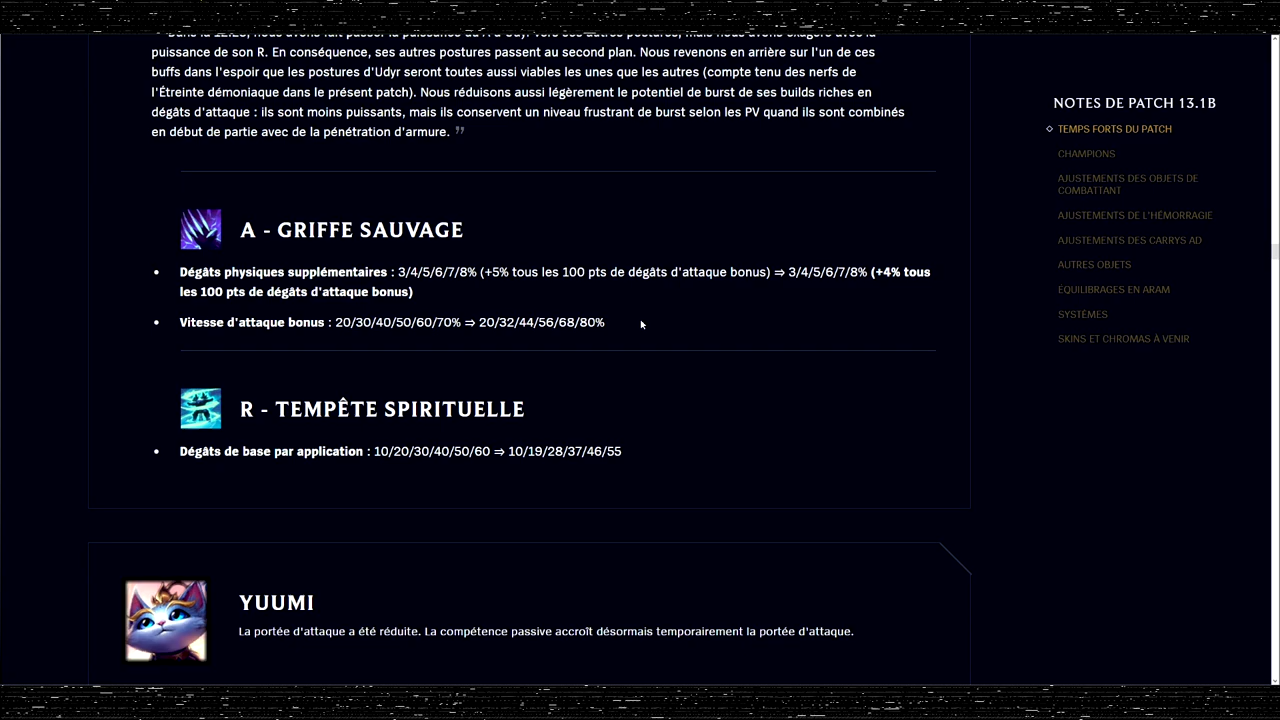 puissance de son R. En conséquence, ses autres postures passent au second plan. Nous revenons en arrière sur l'un de ces
buffs dans l'espoir que les postures d'Udyr seront toutes aussi viables les unes que les autres (compte tenu des nerfs de
l'Étreinte démoniaque dans le présent patch). Nous réduisons aussi légèrement le potentiel de burst de ses builds riches en
dégâts d'attaque : ils sont moins puissants, mais ils conservent un niveau frustrant de burst selon les PV quand ils sont combinés
en début de partie avec de la pénétration d'armure. ”
A - GRIFFE SAUVAGE
• Dégâts physiques supplémentaires : 3/4/5/6/7/8% (+5% tous les 100 pts de dégâts d'attaque bonus) ⇒ 3/4/5/6/7/8% (+4% tous
les 100 pts de dégâts d'attaque bonus)
• Vitesse d'attaque bonus : 20/30/40/50/60/70% ⇒ 20/32/44/56/68/80%
R - TEMPÊTE SPIRITUELLE
• Dégâts de base par application : 10/20/30/40/50/60 ⇒ 10/19/28/37/46/55
YUUMI
La portée d'attaque a été réduite. La compétence passive accroît désormais temporairement la portée d'attaque.
NOTES DE PATCH 13.1B
TEMPS FORTS DU PATCH
CHAMPIONS
AJUSTEMENTS DES OBJETS DE
COMBATTANT
AJUSTEMENTS DE L'HÉMORRAGIE
AJUSTEMENTS DES CARRYS AD
AUTRES OBJETS
ÉQUILIBRAGES EN ARAM
SYSTÈMES
SKINS ET CHROMAS À VENIR